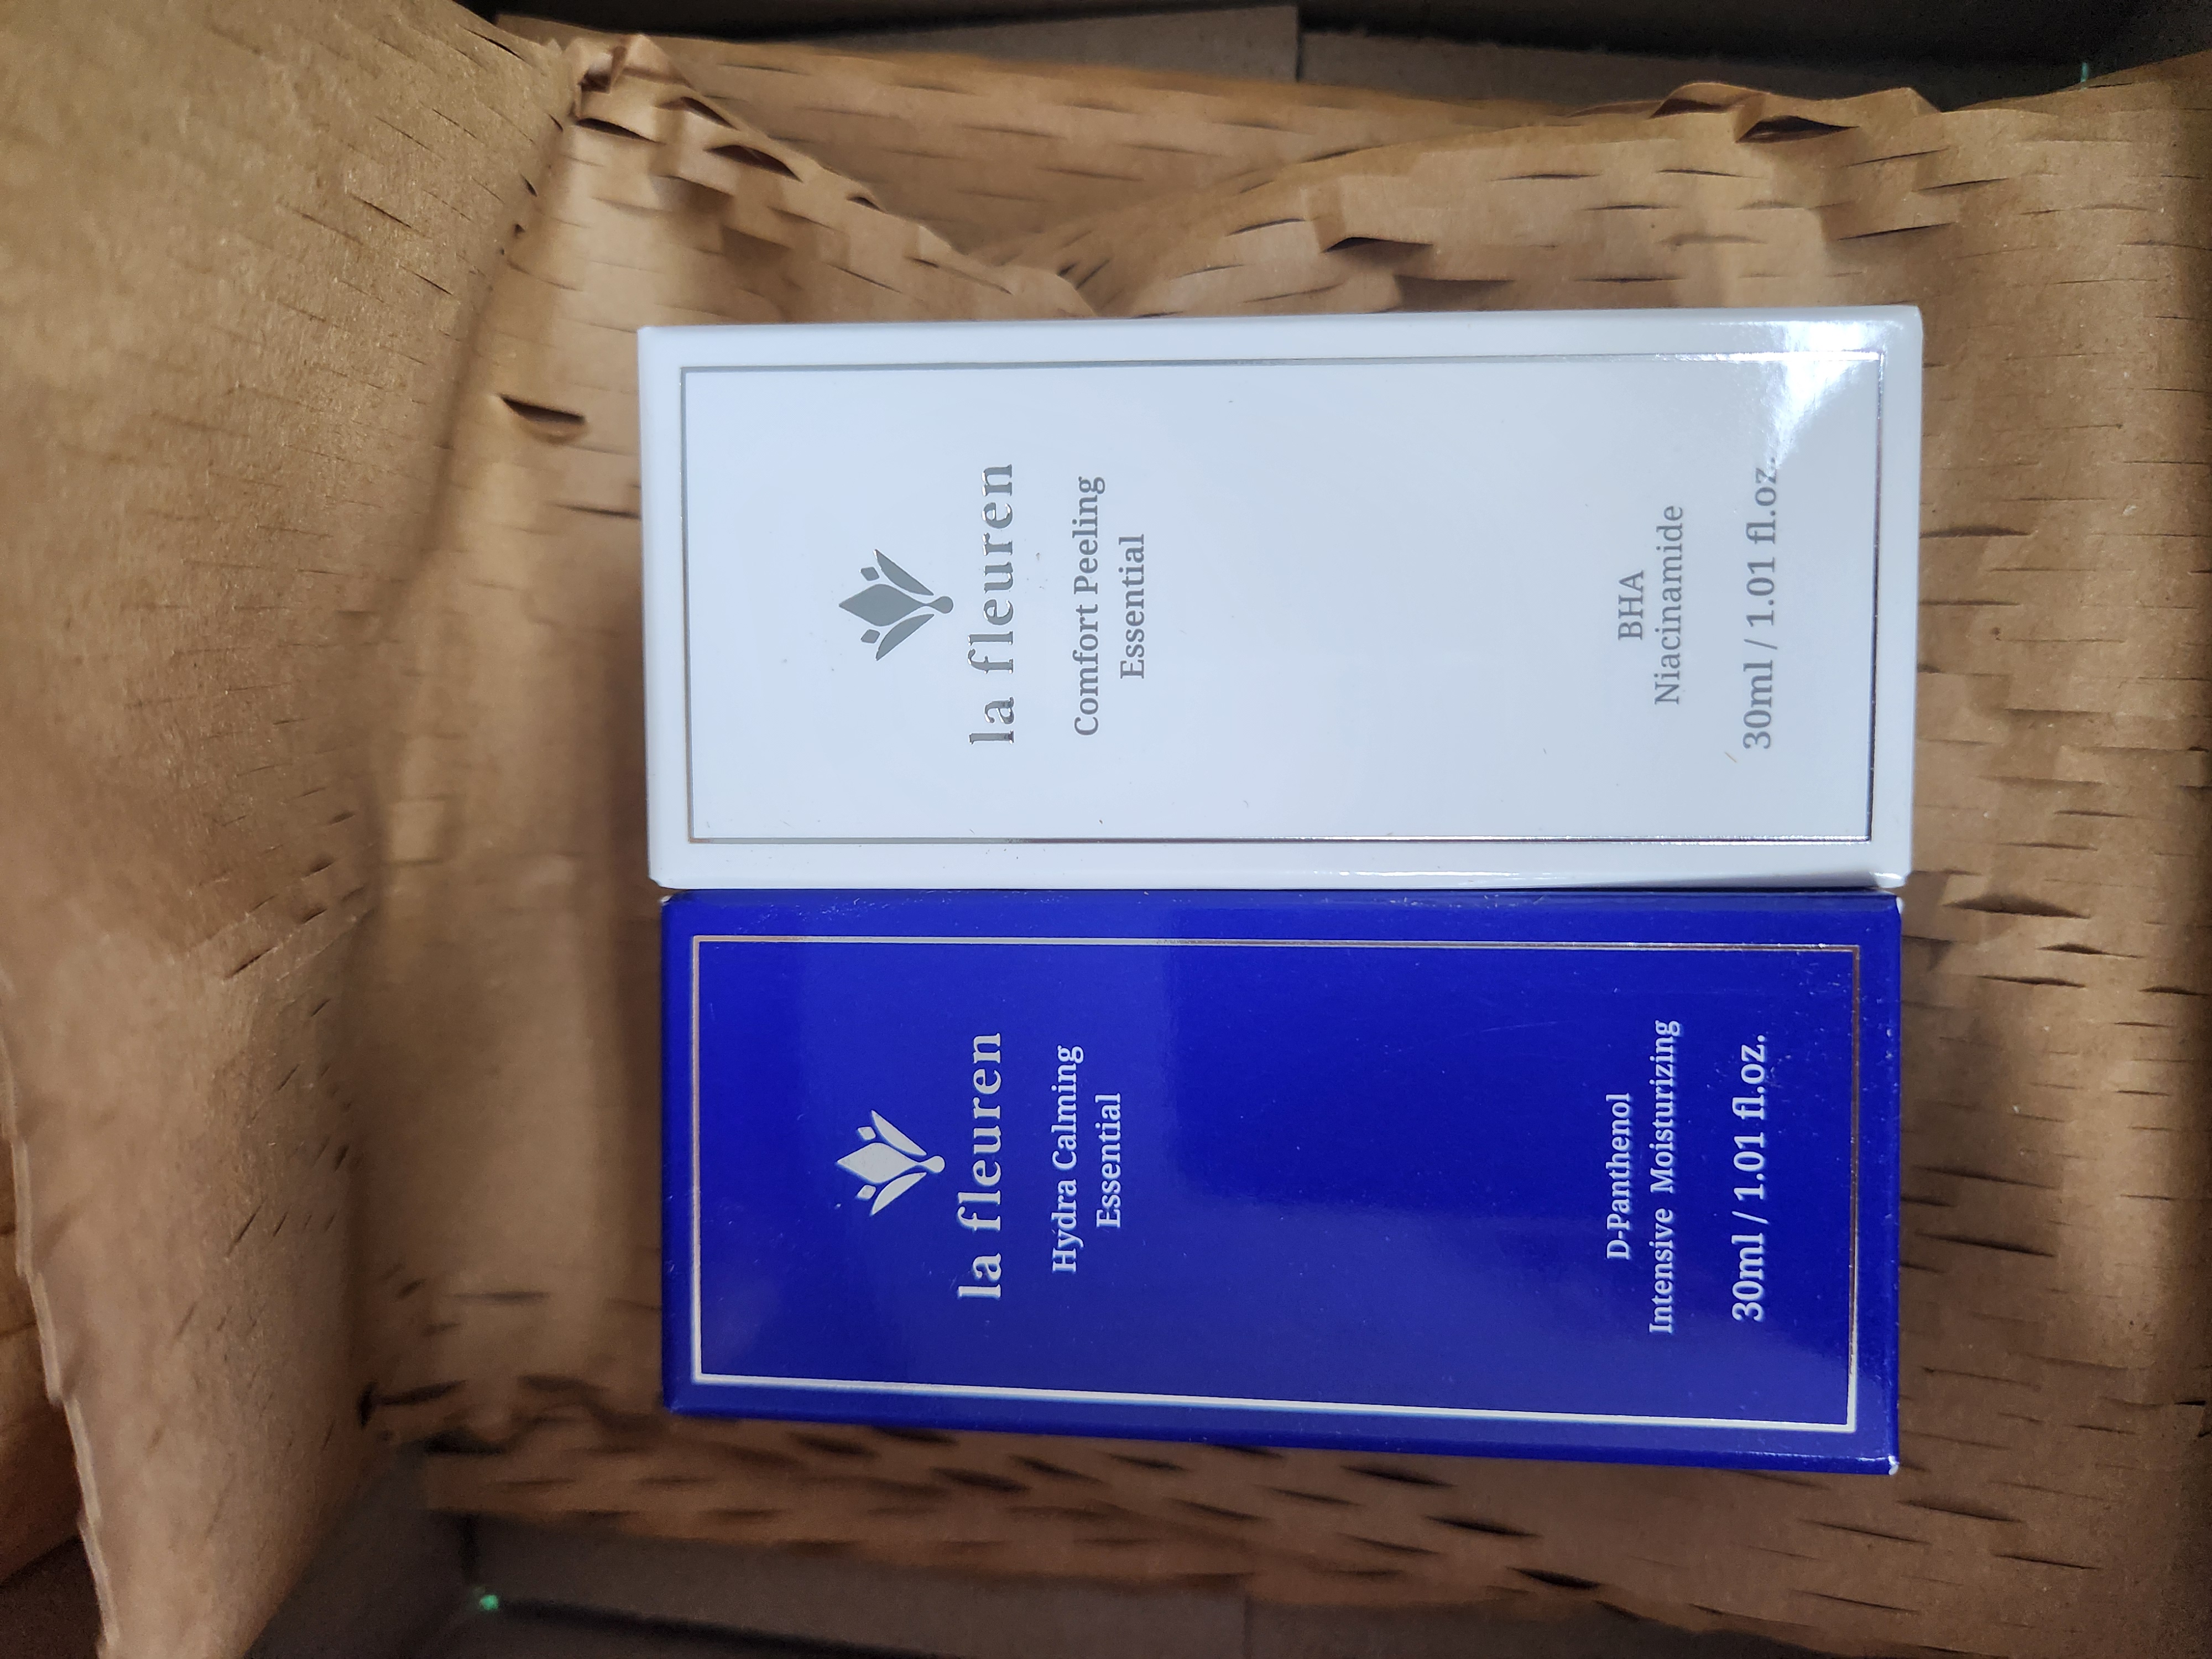 la fleuren
Comfort Peeling
Essential
BHA
Niacinamide
30ml / 1.01 fl.oz.
la fleuren
Hydra Calming
Essential
D-Panthenol
Intensive Moisturizing
30ml / 1.01 fl.oz.